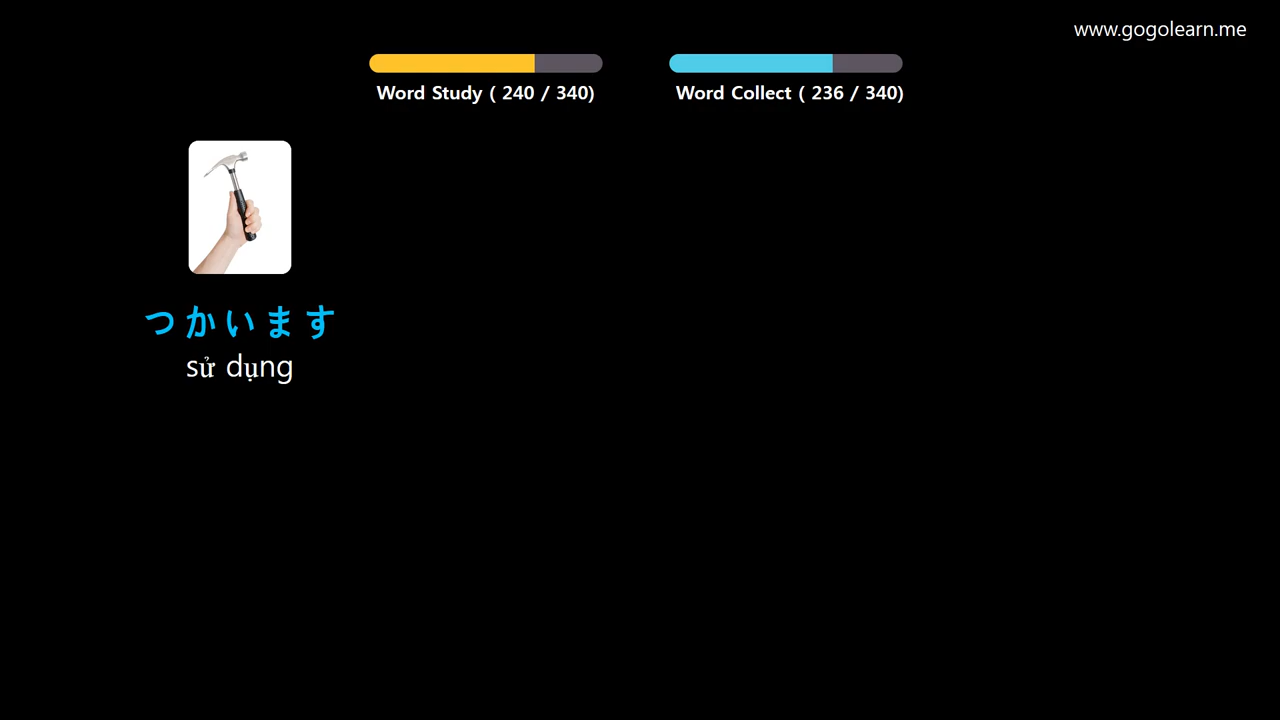 www.gogolearn.me
Word Study ( 240 / 340)
Word Collect ( 236 / 340)
つかいます
sử dụng